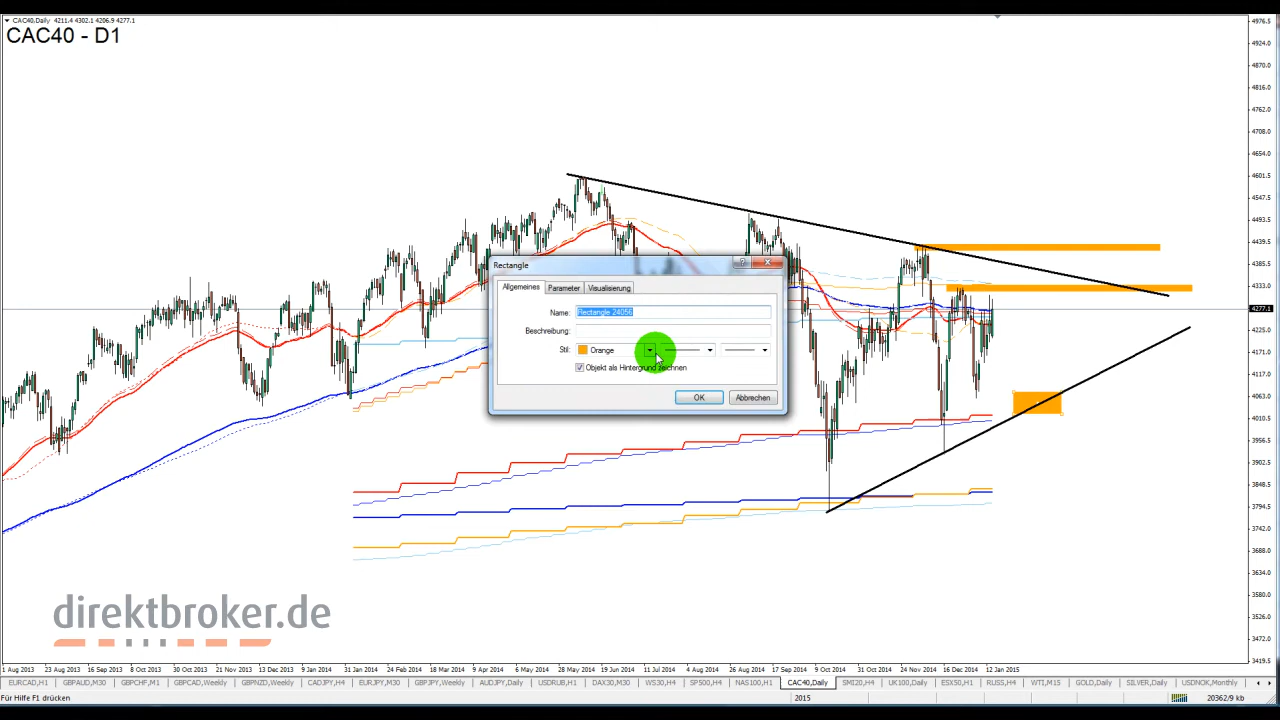 CAC40,Daily 4211.4 4302.1 4206.9 4277.1
CAC40 - D1
4976.5
4924.0
4870.0
4816.0
4762.0
4708.0
4654.0
4601.5
4547.5
4493.5
4439.5
4385.5
4333.0
4277.1
4225.0
4171.0
4117.0
4063.0
4010.5
3956.5
3902.5
3848.5
3794.5
3742.0
3688.0
3634.0
3580.0
3526.0
3472.0
3419.5
Rectangle
Allgemeines Parameter Visualisierung
Name: Rectangle 24056
Beschreibung:
Stil: Orange
Objekt als Hintergrund zeichnen
OK Abbrechen
direktbroker.de
1 Aug 2013 23 Aug 2013 16 Sep 2013 8 Oct 2013 30 Oct 2013 21 Nov 2013 13 Dec 2013 9 Jan 2014 31 Jan 2014 24 Feb 2014 18 Mar 2014 9 Apr 2014 6 May 2014 28 May 2014 19 Jun 2014 11 Jul 2014 4 Aug 2014 26 Aug 2014 17 Sep 2014 9 Oct 2014 31 Oct 2014 24 Nov 2014 16 Dec 2014 12 Jan 2015
EURCAD,H1 GBPAUD,M30 GBPCHF,M1 GBPCAD,Weekly GBPNZD,Weekly CADJPY,H4 EURJPY,M30 GBPJPY,Weekly AUDJPY,Daily USDRUB,H1 DAX30,M30 WS30,H4 SP500,H4 NAS100,H1 CAC40,Daily SMI20,H4 UK100,Daily ESX50,H1 RUSS,H4 WTI,M15 GOLD,Daily SILVER,Daily USDNOK,Monthly
Für Hilfe F1 drücken 2015 20362/9 kb